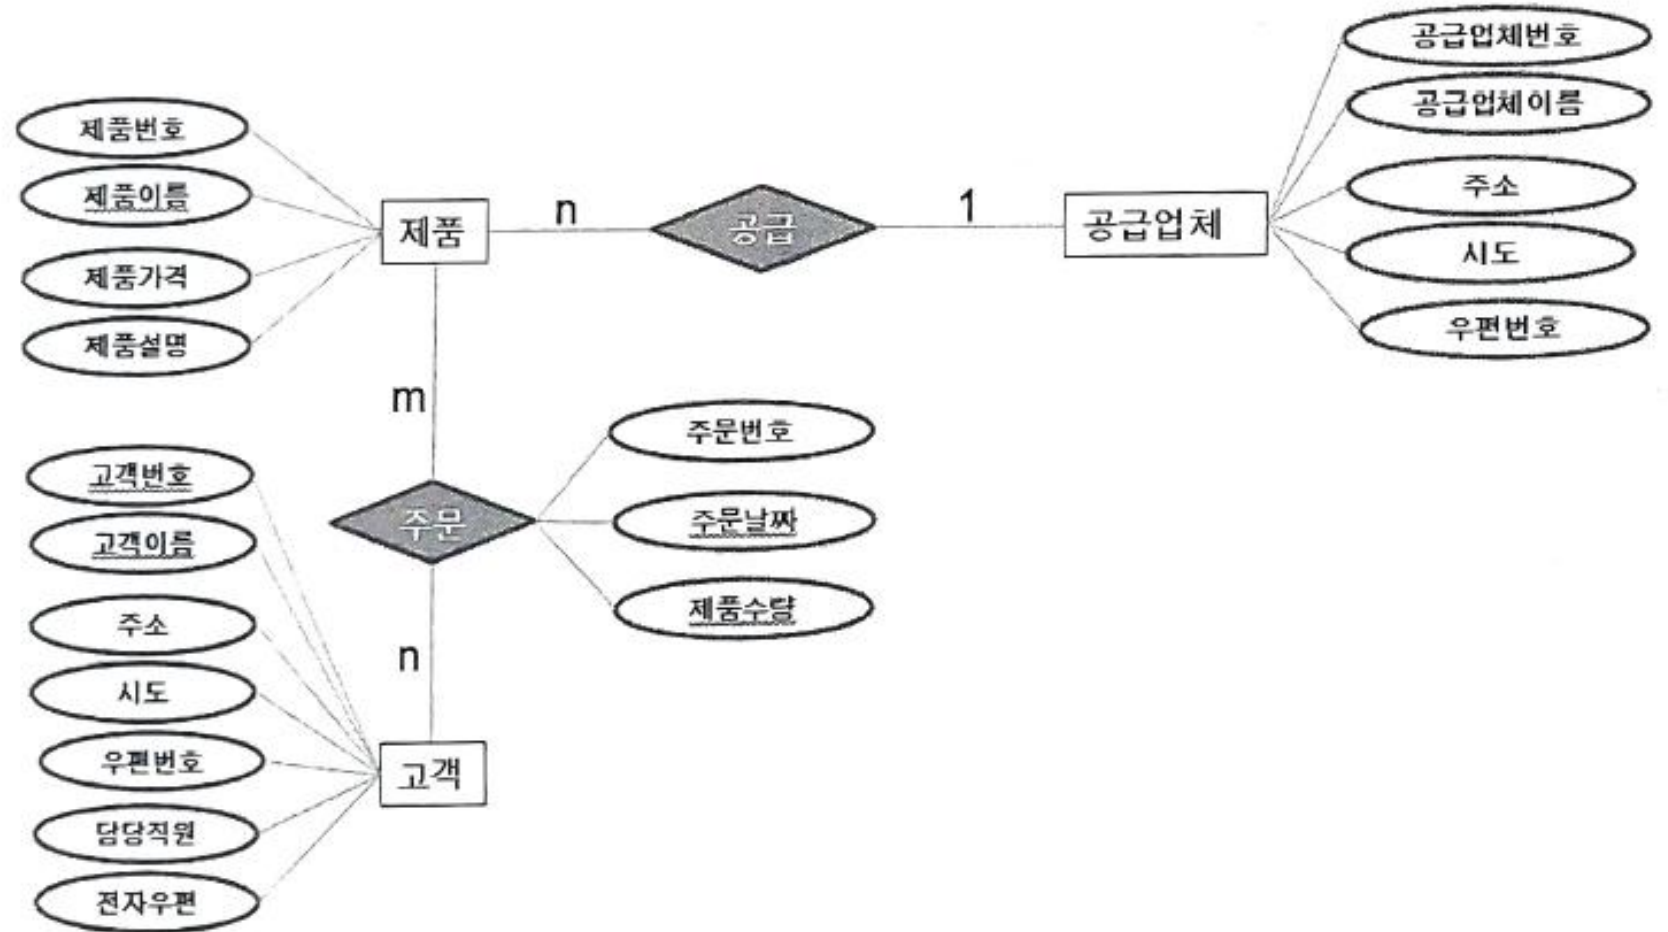 공급업체번호
공급업체이름
주소
시도
우편번호
제품번호
제품이름
제품가격
제품설명
제품
n
공급
1
공급업체
m
주문번호
주문날짜
제품수량
주문
n
고객번호
고객이름
주소
시도
우편번호
담당직원
전자우편
고객